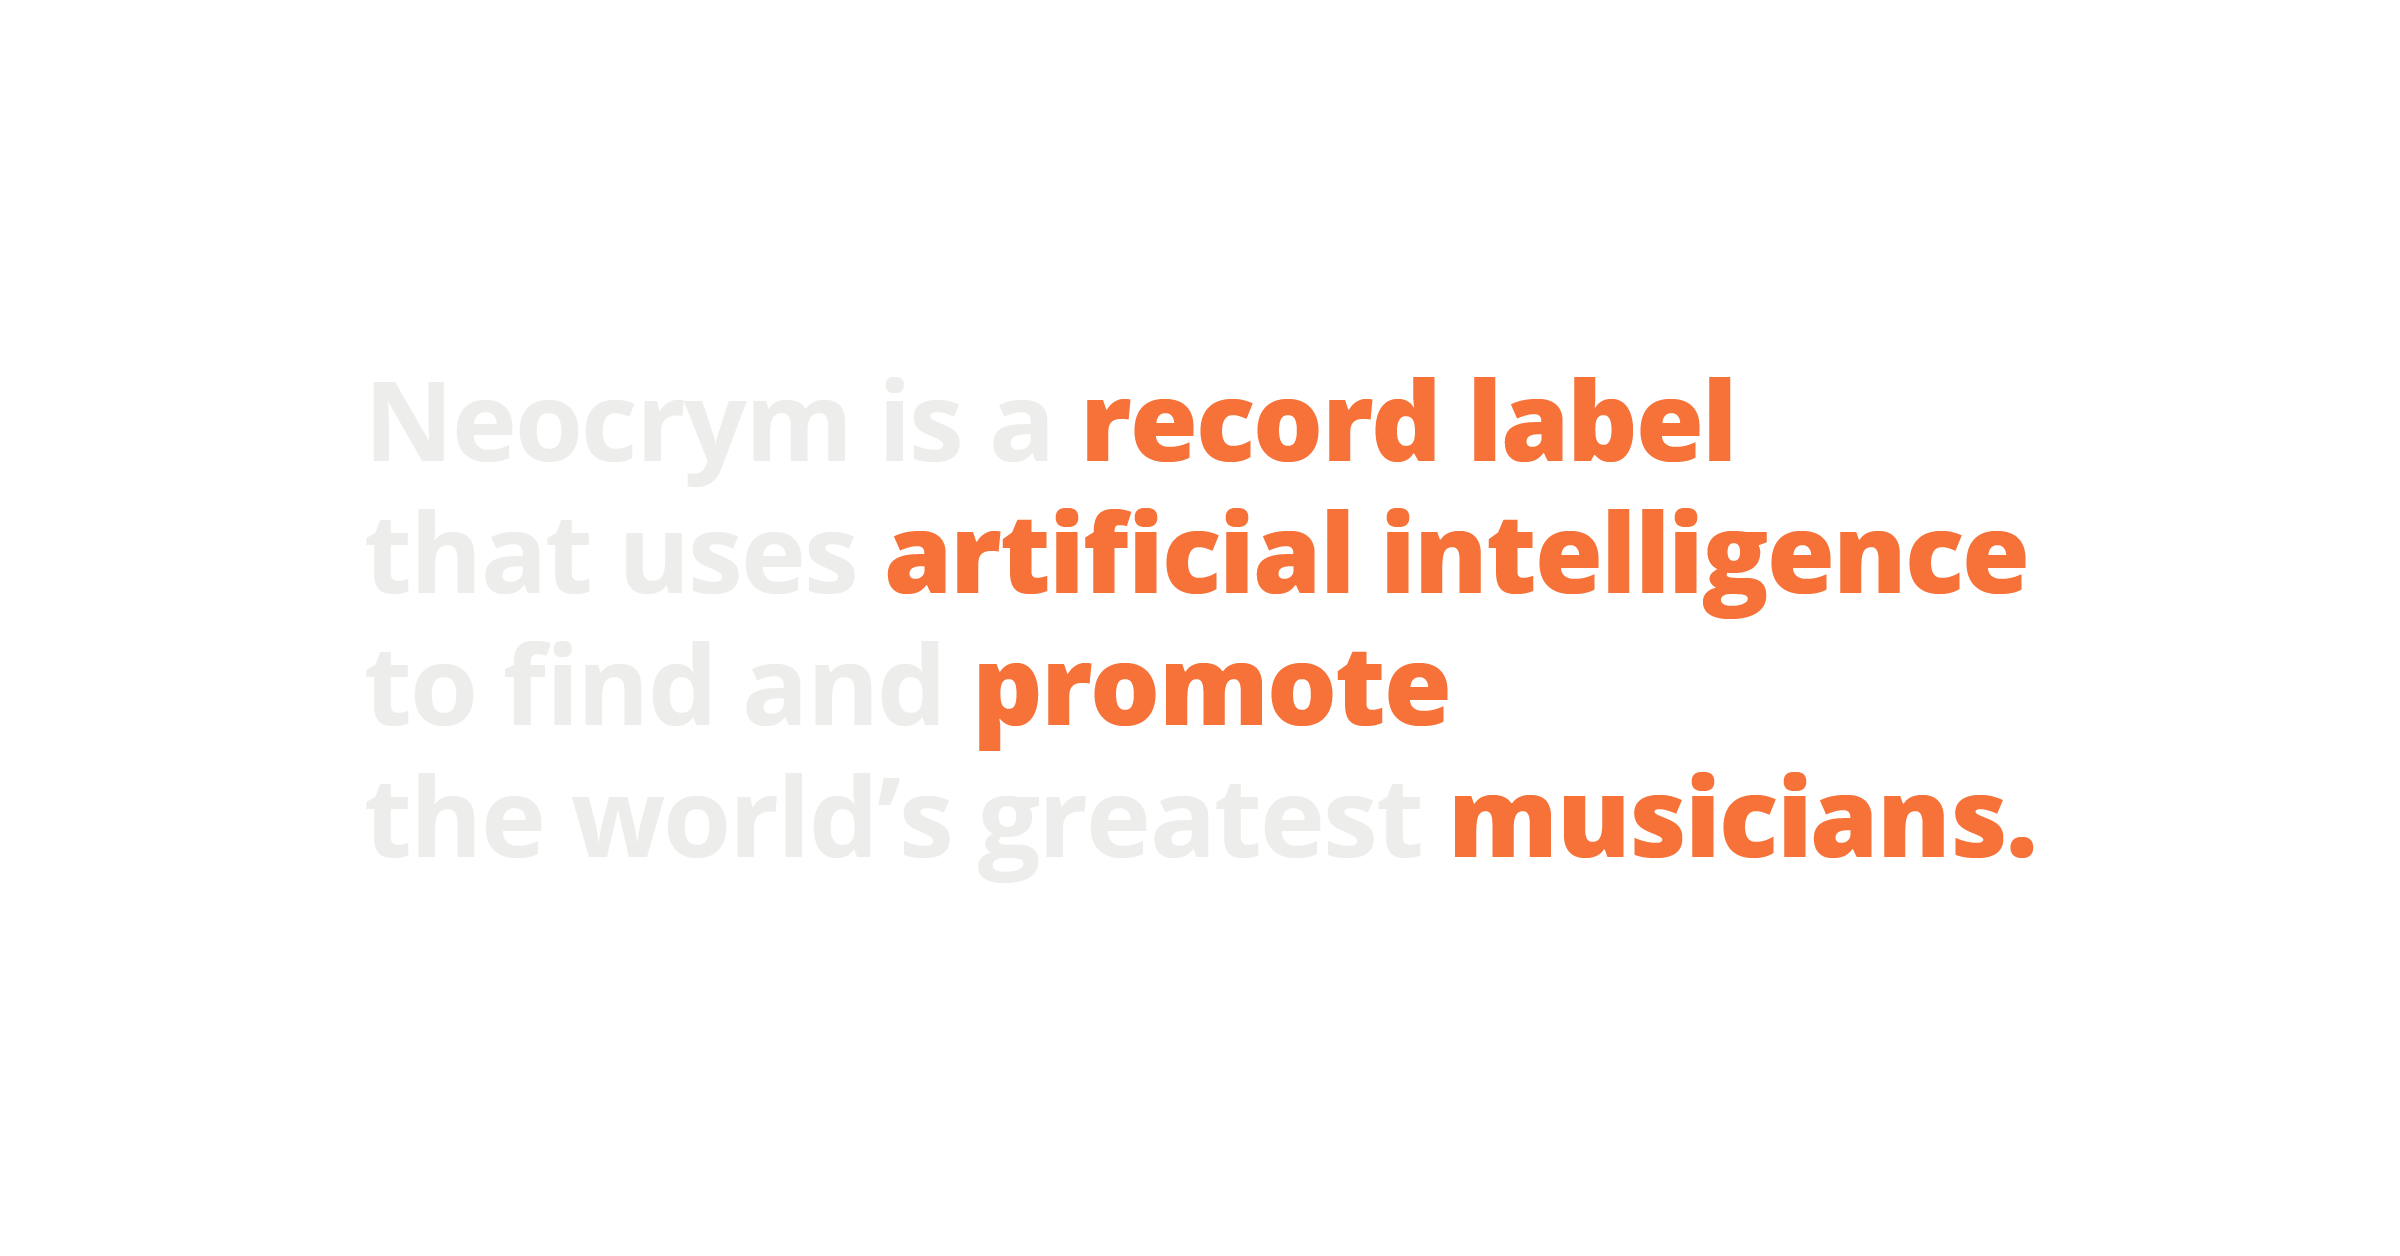 Neocrym is a record label
that uses artificial intelligence
to find and promote
the world’s greatest musicians.